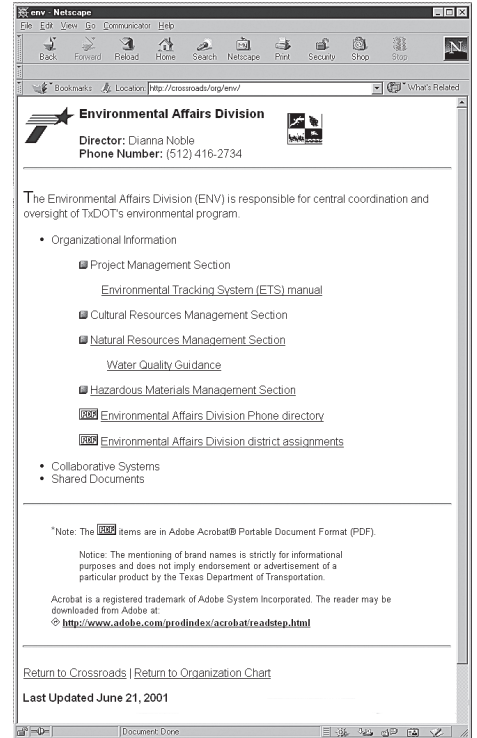 env - Netscape
File Edit View Go Communicator Help
Back Forward Reload Home Search Netscape Print Security Shop Stop
N
Bookmarks Location: http://crossroads/org/env/ What's Related
Environmental Affairs Division
Director: Dianna Noble
Phone Number: (512) 416-2734
The Environmental Affairs Division (ENV) is responsible for central coordination and
oversight of TxDOT's environmental program.
• Organizational Information
Project Management Section
Environmental Tracking System (ETS) manual
Cultural Resources Management Section
Natural Resources Management Section
Water Quality Guidance
Hazardous Materials Management Section
PDF Environmental Affairs Division Phone directory
PDF Environmental Affairs Division district assignments
• Collaborative Systems
• Shared Documents
*Note: The PDF items are in Adobe Acrobat® Portable Document Format (PDF).
Notice: The mentioning of brand names is strictly for informational
purposes and does not imply endorsement or advertisement of a
particular product by the Texas Department of Transportation.
Acrobat is a registered trademark of Adobe System Incorporated. The reader may be
downloaded from Adobe at:
http://www.adobe.com/prodindex/acrobat/readstep.html
Return to Crossroads | Return to Organization Chart
Last Updated June 21, 2001
Document: Done